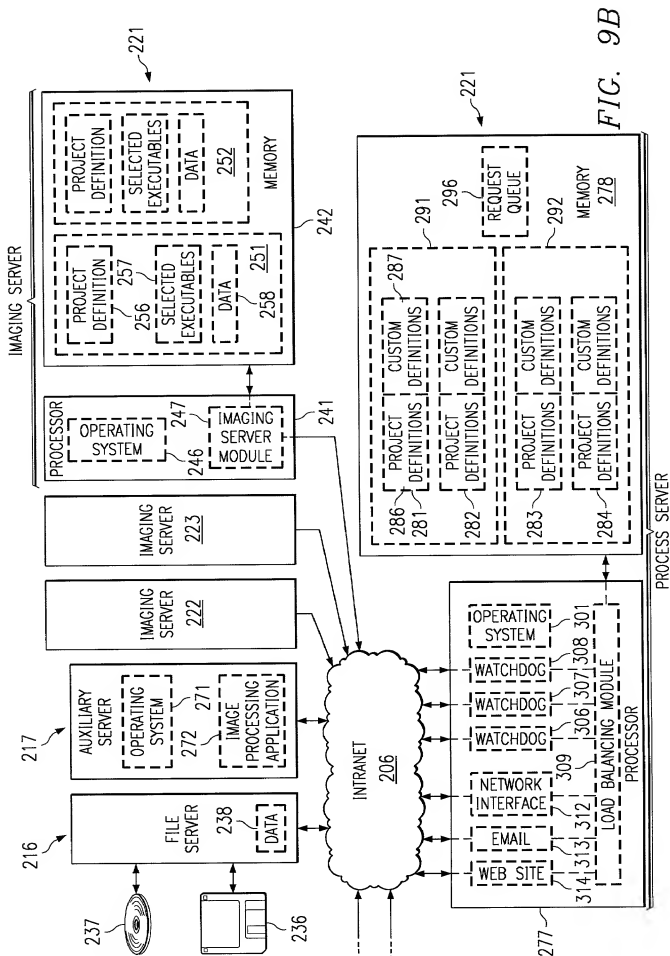 IMAGING SERVER
221
PROCESSOR
OPERATING
SYSTEM
246
247
IMAGING
SERVER
MODULE
241
PROJECT
DEFINITION
256
257
SELECTED
EXECUTABLES
DATA
258
251
PROJECT
DEFINITION
SELECTED
EXECUTABLES
DATA
252
MEMORY
242
IMAGING SERVER
223
IMAGING SERVER
222
217
AUXILIARY
SERVER
OPERATING
SYSTEM
271
272
IMAGE
PROCESSING
APPLICATION
216
FILE
SERVER
238
DATA
237
236
INTRANET
206
WEB SITE
314
EMAIL
313
NETWORK
INTERFACE
312
WATCHDOG
306
WATCHDOG
307
WATCHDOG
308
OPERATING
SYSTEM
301
309
LOAD BALANCING MODULE
PROCESSOR
277
286
PROJECT
DEFINITIONS
CUSTOM
DEFINITIONS
287
281
PROJECT
DEFINITIONS
CUSTOM
DEFINITIONS
282
291
PROJECT
DEFINITIONS
CUSTOM
DEFINITIONS
283
PROJECT
DEFINITIONS
CUSTOM
DEFINITIONS
284
292
296
REQUEST
QUEUE
MEMORY
278
221
PROCESS SERVER
FIG. 9B